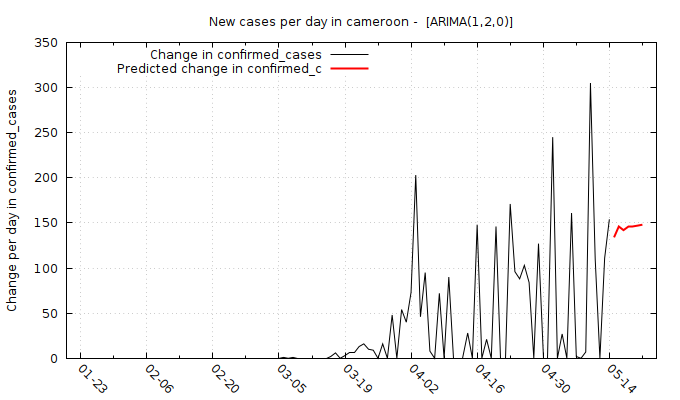 New cases per day in cameroon -  [ARIMA(1,2,0)]
Change in confirmed_cases
Predicted change in confirmed_c
Change per day in confirmed_cases
350
300
250
200
150
100
50
0
01-23 02-06 02-20 03-05 03-19 04-02 04-16 04-30 05-14